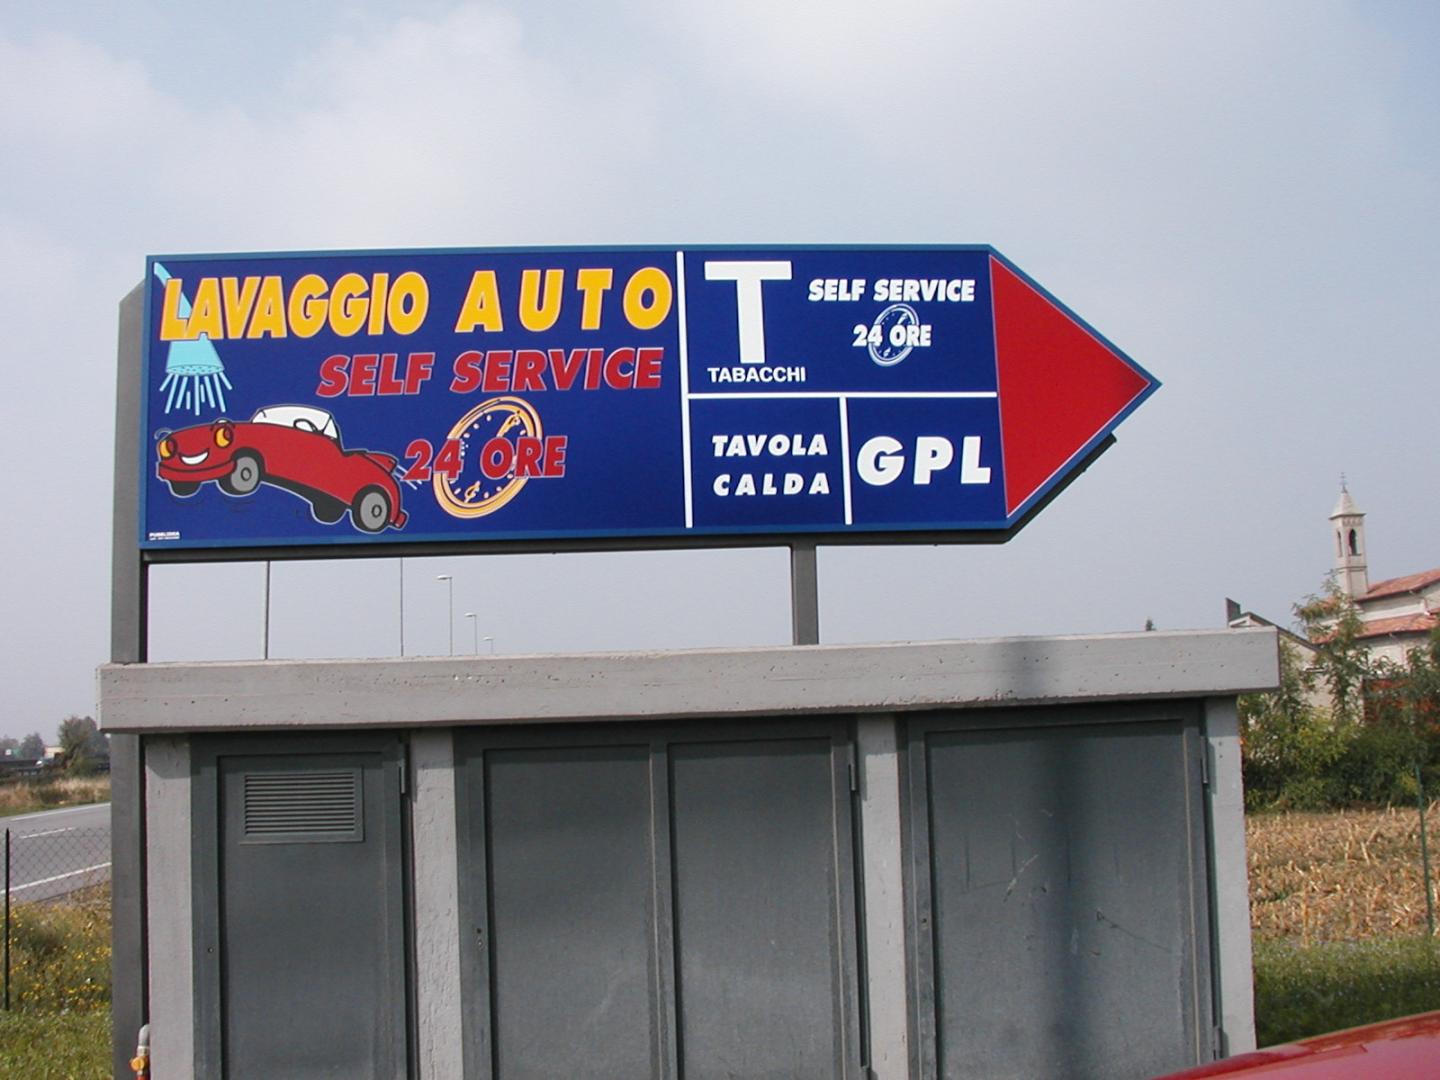 LAVAGGIO AUTO
SELF SERVICE
24 ORE
T
TABACCHI
SELF SERVICE
24 ORE
TAVOLA
CALDA
GPL